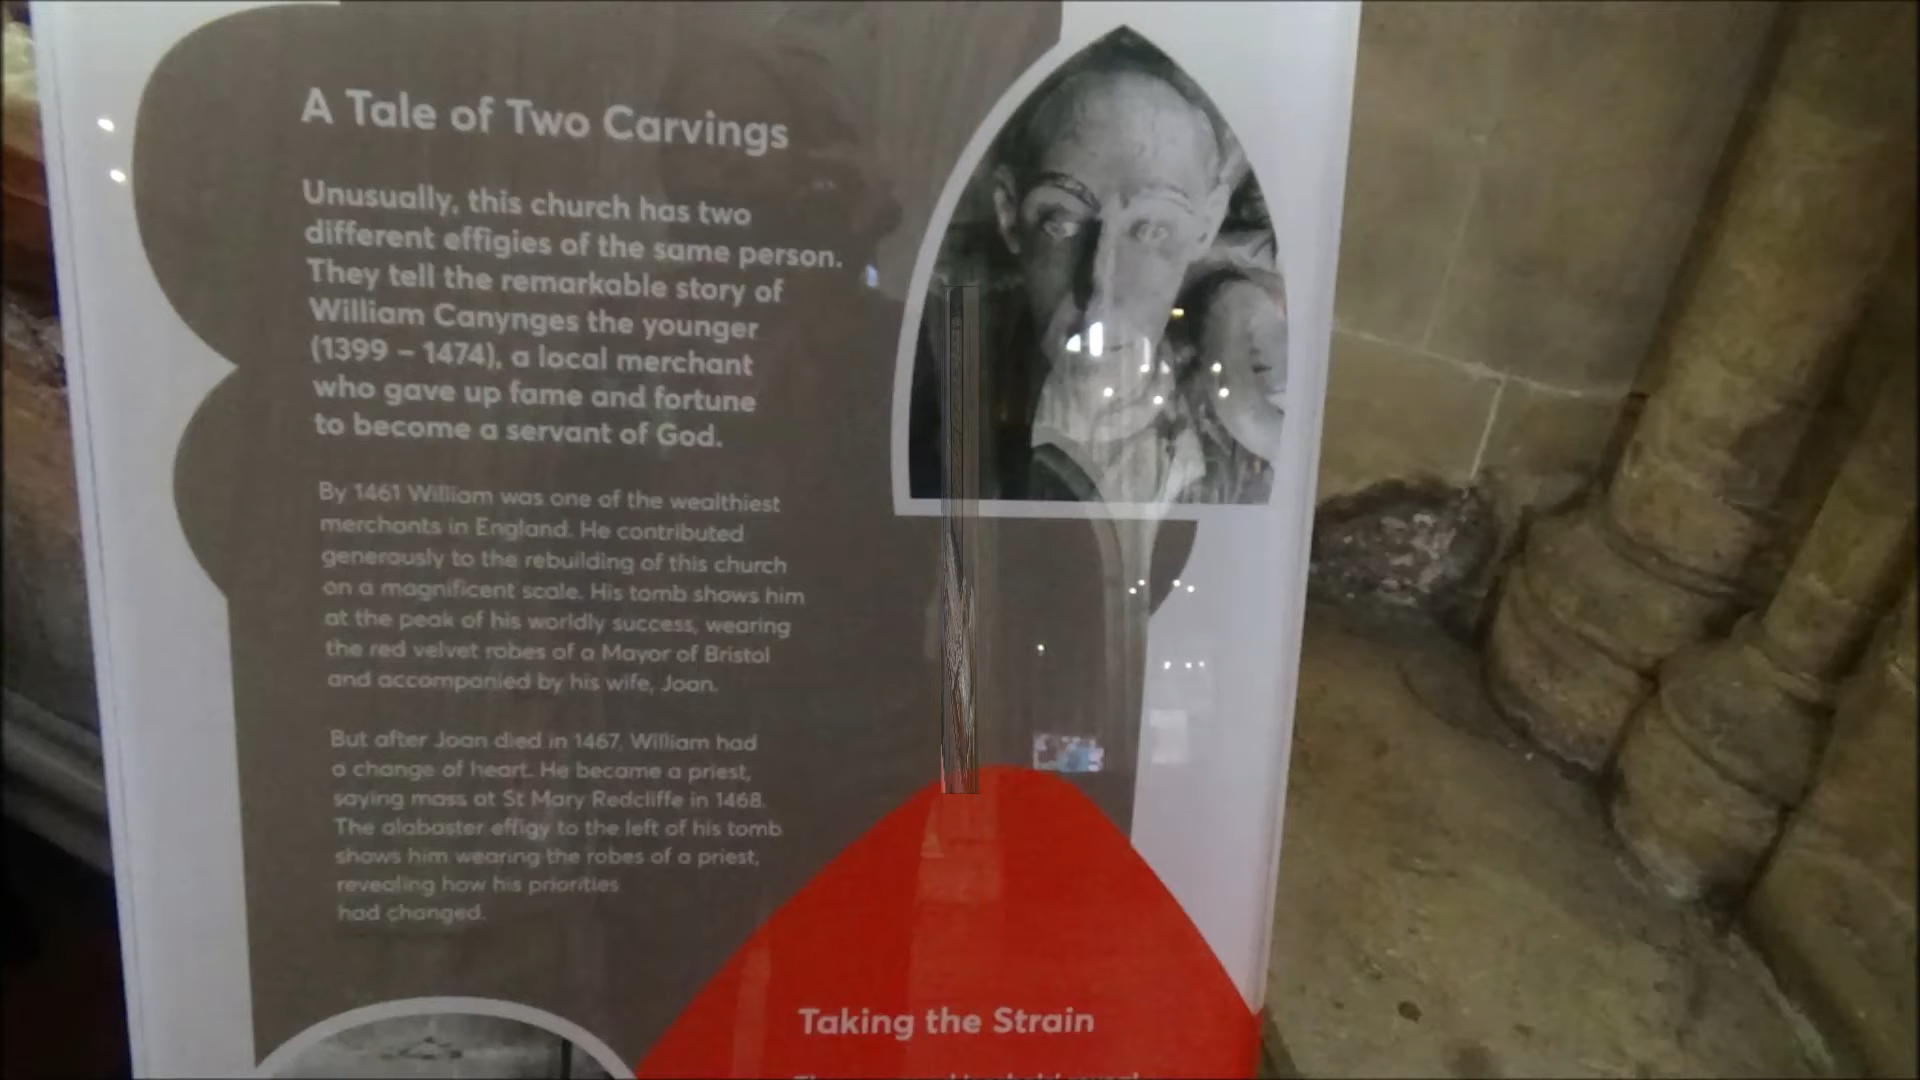 A Tale of Two Carvings
Unusually, this church has two
different effigies of the same person.
They tell the remarkable story of
William Canynges the younger
(1399 – 1474), a local merchant
who gave up fame and fortune
to become a servant of God.
By 1461 William was one of the wealthiest
merchants in England. He contributed
generously to the rebuilding of this church
on a magnificent scale. His tomb shows him
at the peak of his worldly success, wearing
the red velvet robes of a Mayor of Bristol
and accompanied by his wife, Joan.
But after Joan died in 1467, William had
a change of heart. He became a priest,
saying mass at St Mary Redcliffe in 1468.
The alabaster effigy to the left of his tomb
shows him wearing the robes of a priest,
revealing how his priorities
had changed.
Taking the Strain